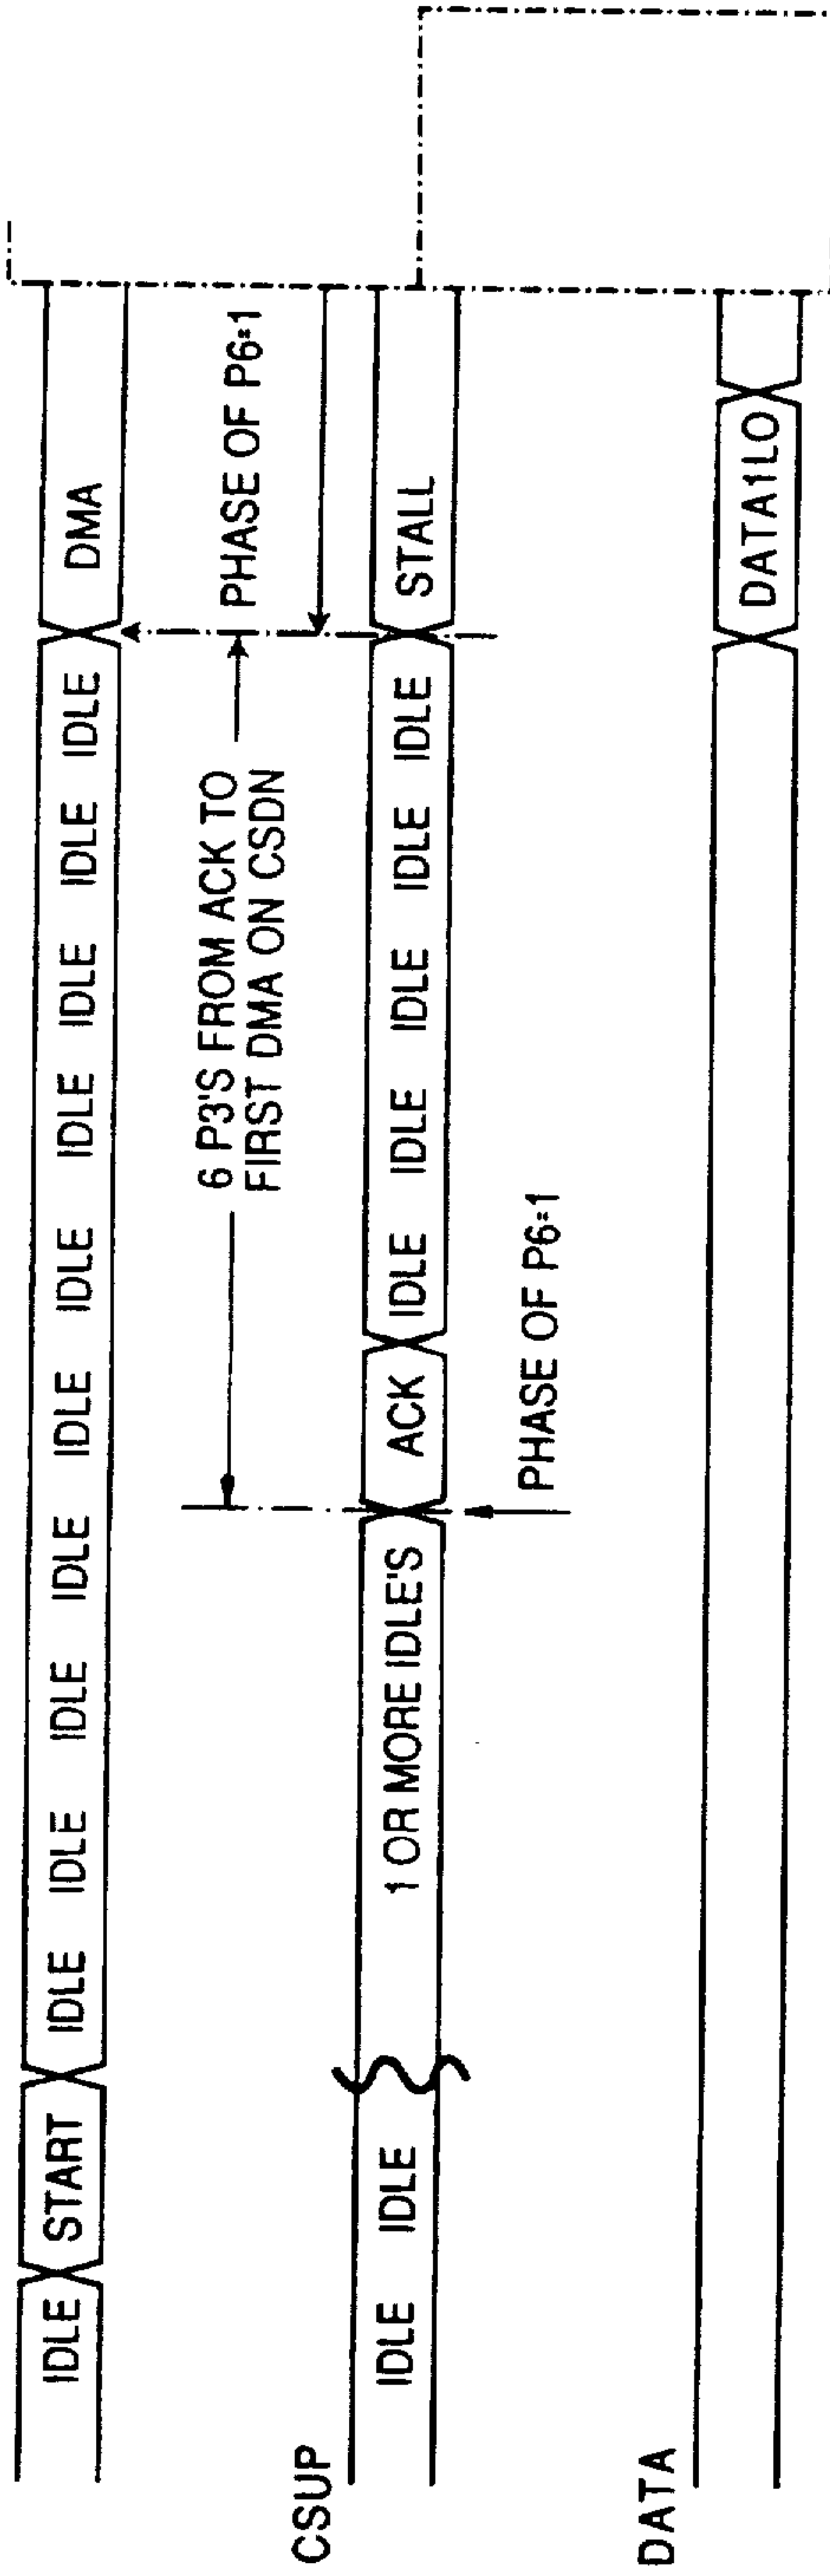 IDLE START IDLE IDLE IDLE IDLE IDLE IDLE IDLE IDLE IDLE IDLE DMA
6 P3'S FROM ACK TO
FIRST DMA ON CSDN
PHASE OF P6=1
CSUP
IDLE IDLE 1 OR MORE IDLE'S ACK IDLE IDLE IDLE IDLE IDLE STALL
PHASE OF P6=1
DATA
DATA1LO